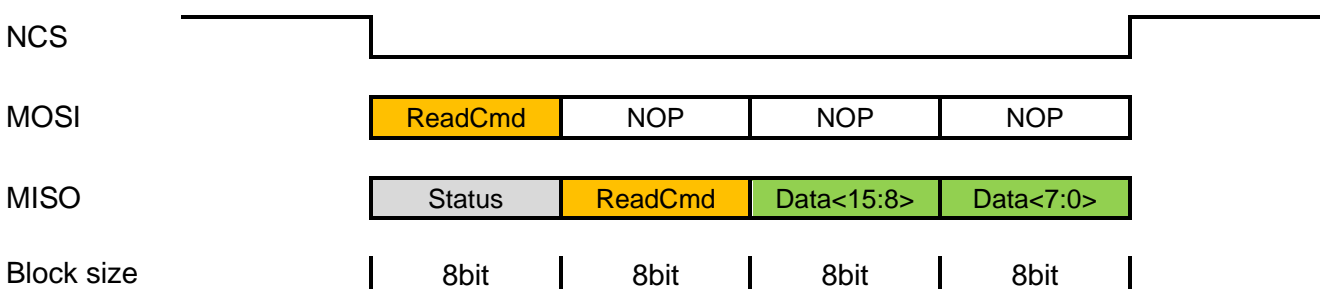 NCS
MOSI ReadCmd NOP NOP NOP
MISO Status ReadCmd Data<15:8> Data<7:0>
Block size 8bit 8bit 8bit 8bit